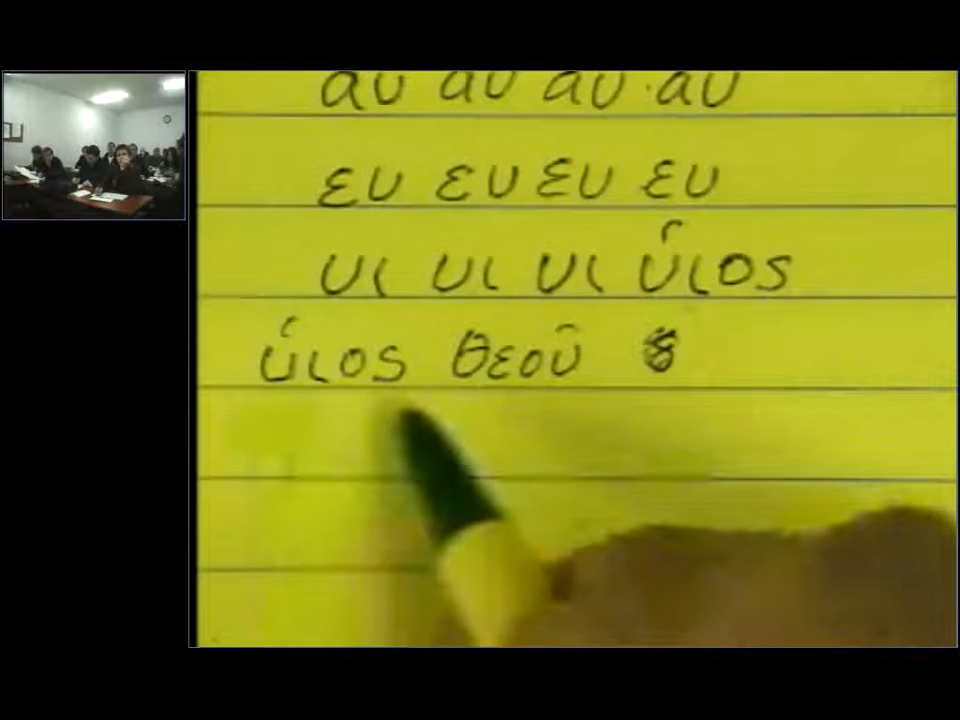 αυ αυ αυ αυ
ευ ευ ευ ευ
υι υι υι ὑιος
ὑιος θεοῦ